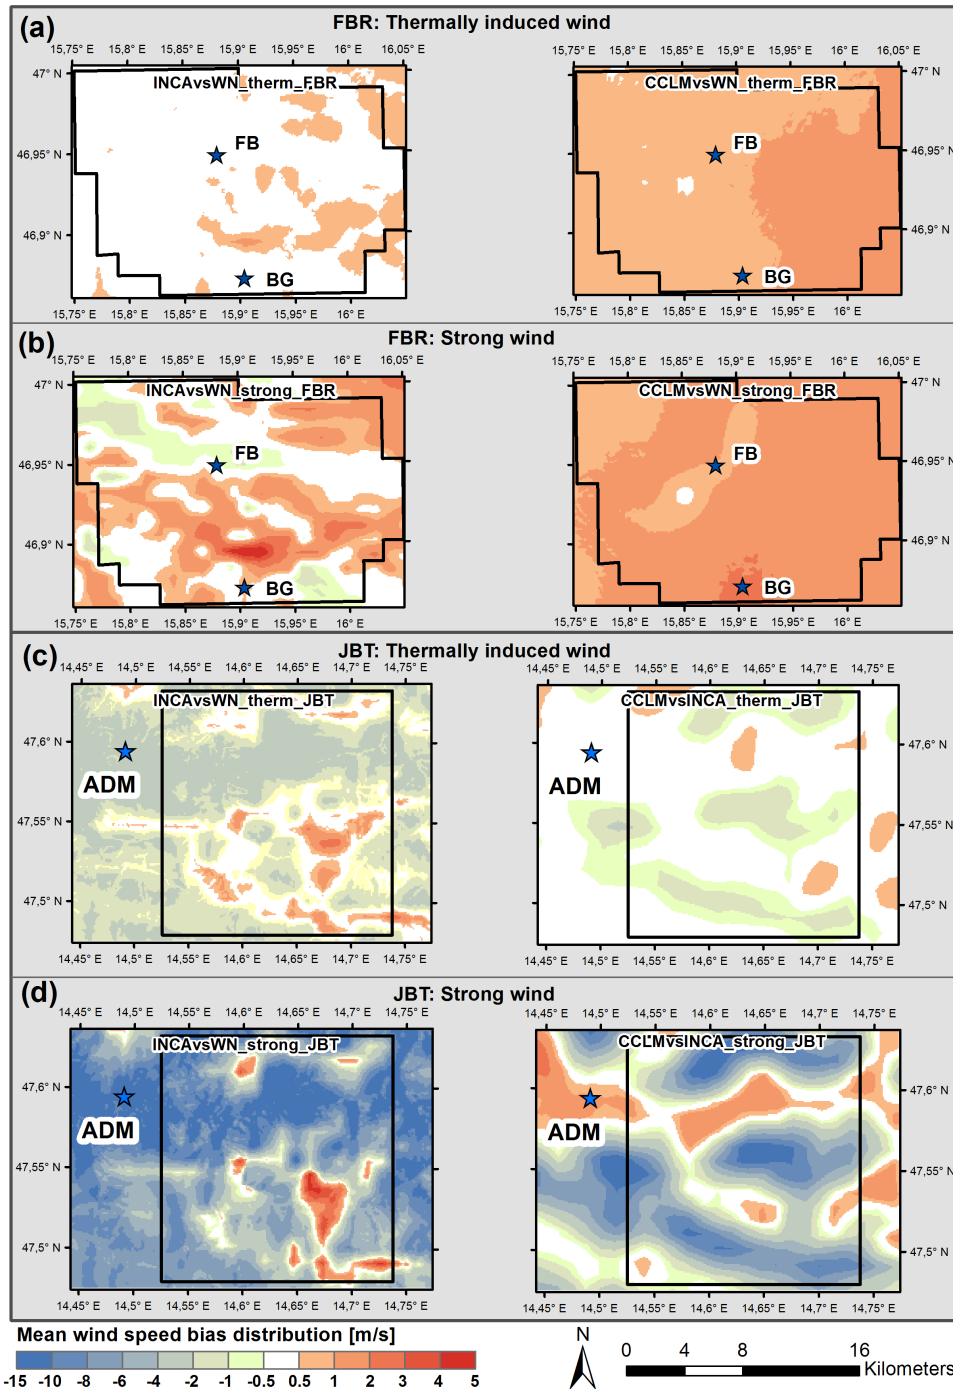 (a) FBR: Thermally induced wind
15,75° E 15,8° E 15,85° E 15,9° E 15,95° E 16° E 16,05° E
15,75° E 15,8° E 15,85° E 15,9° E 15,95° E 16° E 16,05° E
47° N
INCAvsWN_therm_FBR
CCLMvsWN_therm_FBR
47° N
FB
FB
46,95° N
46,95° N
46,9° N
46,9° N
BG
BG
15,75° E 15,8° E 15,85° E 15,9° E 15,95° E 16° E
15,75° E 15,8° E 15,85° E 15,9° E 15,95° E 16° E
(b) FBR: Strong wind
15,75° E 15,8° E 15,85° E 15,9° E 15,95° E 16° E 16,05° E
15,75° E 15,8° E 15,85° E 15,9° E 15,95° E 16° E 16,05° E
47° N
INCAvsWN_strong_FBR
CCLMvsWN_strong_FBR
47° N
FB
FB
46,95° N
46,95° N
46,9° N
46,9° N
BG
BG
15,75° E 15,8° E 15,85° E 15,9° E 15,95° E 16° E
15,75° E 15,8° E 15,85° E 15,9° E 15,95° E 16° E
(c) JBT: Thermally induced wind
14,45° E 14,5° E 14,55° E 14,6° E 14,65° E 14,7° E 14,75° E
14,45° E 14,5° E 14,55° E 14,6° E 14,65° E 14,7° E 14,75° E
INCAvsWN_therm_JBT
CCLMvsINCA_therm_JBT
47,6° N
47,6° N
ADM
ADM
47,55° N
47,55° N
47,5° N
47,5° N
14,45° E 14,5° E 14,55° E 14,6° E 14,65° E 14,7° E 14,75° E
14,45° E 14,5° E 14,55° E 14,6° E 14,65° E 14,7° E 14,75° E
(d) JBT: Strong wind
14,45° E 14,5° E 14,55° E 14,6° E 14,65° E 14,7° E 14,75° E
14,45° E 14,5° E 14,55° E 14,6° E 14,65° E 14,7° E 14,75° E
INCAvsWN_strong_JBT
CCLMvsINCA_strong_JBT
47,6° N
47,6° N
ADM
ADM
47,55° N
47,55° N
47,5° N
47,5° N
14,45° E 14,5° E 14,55° E 14,6° E 14,65° E 14,7° E 14,75° E
14,45° E 14,5° E 14,55° E 14,6° E 14,65° E 14,7° E 14,75° E
Mean wind speed bias distribution [m/s]
-15 -10 -8 -6 -4 -2 -1 -0.5 0.5 1 2 3 4 5
N
0 4 8 16
Kilometers